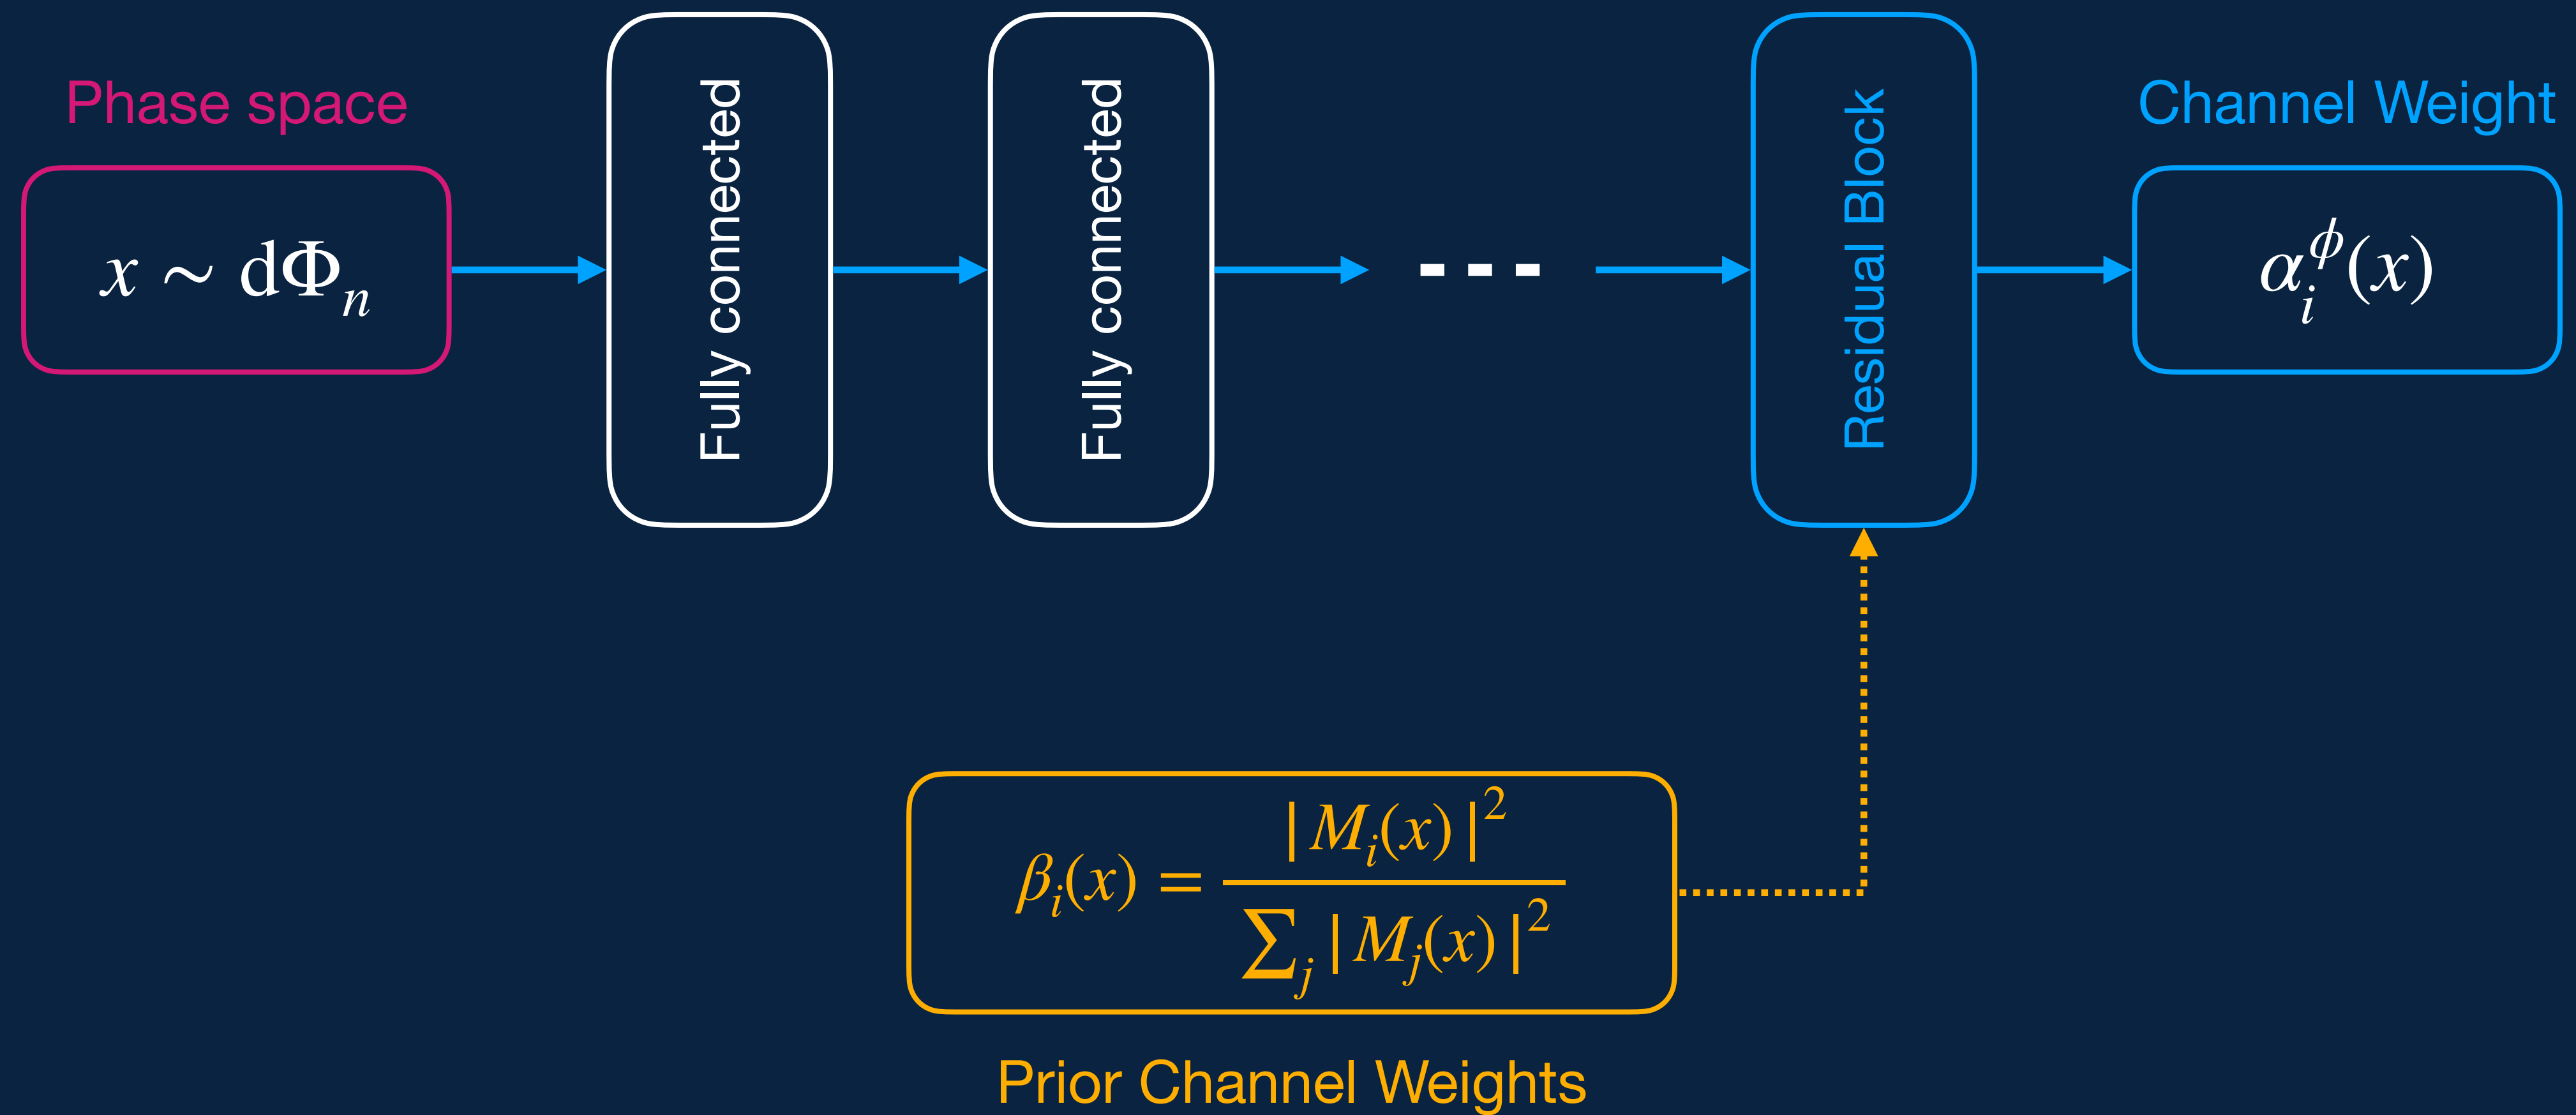 Phase space
x ∼ dΦ_n
Fully connected
Fully connected
Residual Block
Channel Weight
α_i^ϕ(x)
β_i(x) = |M_i(x)|^2 / ∑_j |M_j(x)|^2
Prior Channel Weights